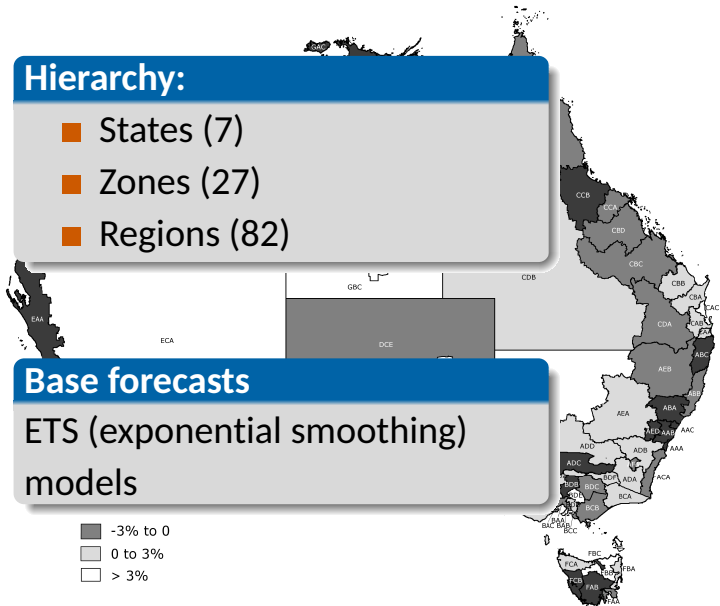 GAC
Hierarchy:
States (7)
Zones (27)
Regions (82)
CCB
CCA
CBD
CBC
CDB
GBC
CBB
CBA
CAC
EAA
CDA
CAB
ECA
DCE
ABC
AEB
Base forecasts
ABB
ABA
AEA
ETS (exponential smoothing)
models
AED
AAB
AAC
ADD
ADB
AAA
ADC
BDF
ADA
ACA
BDB
BDC
BCA
BCB
BAA
BAC
BAB
BCC
-3% to 0
0 to 3%
> 3%
FBC
FCA
FBB
FBA
FCB
FAB
FAA